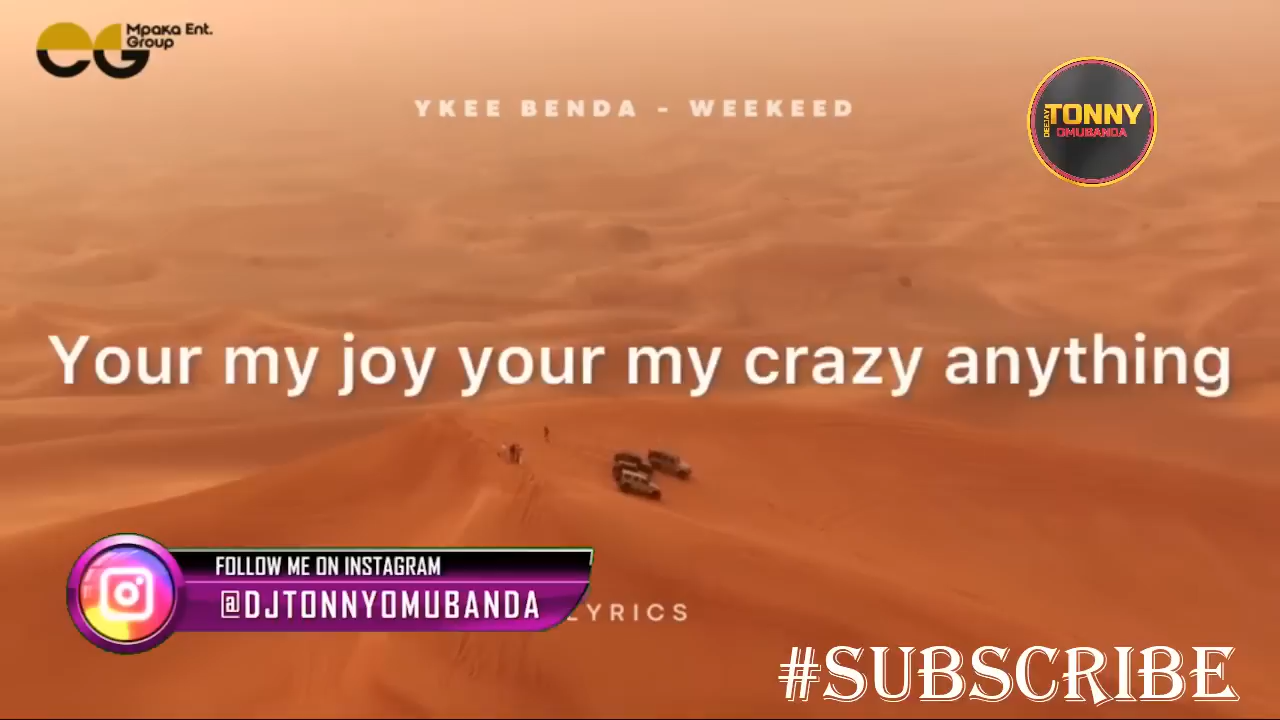 Mpaka Ent.
Group
YKEE BENDA - WEEKEED
DEEJAY
TONNY
OMUBANDA
Your my joy your my crazy anything
FOLLOW ME ON INSTAGRAM
@DJTONNYOMUBANDA
LYRICS
#SUBSCRIBE